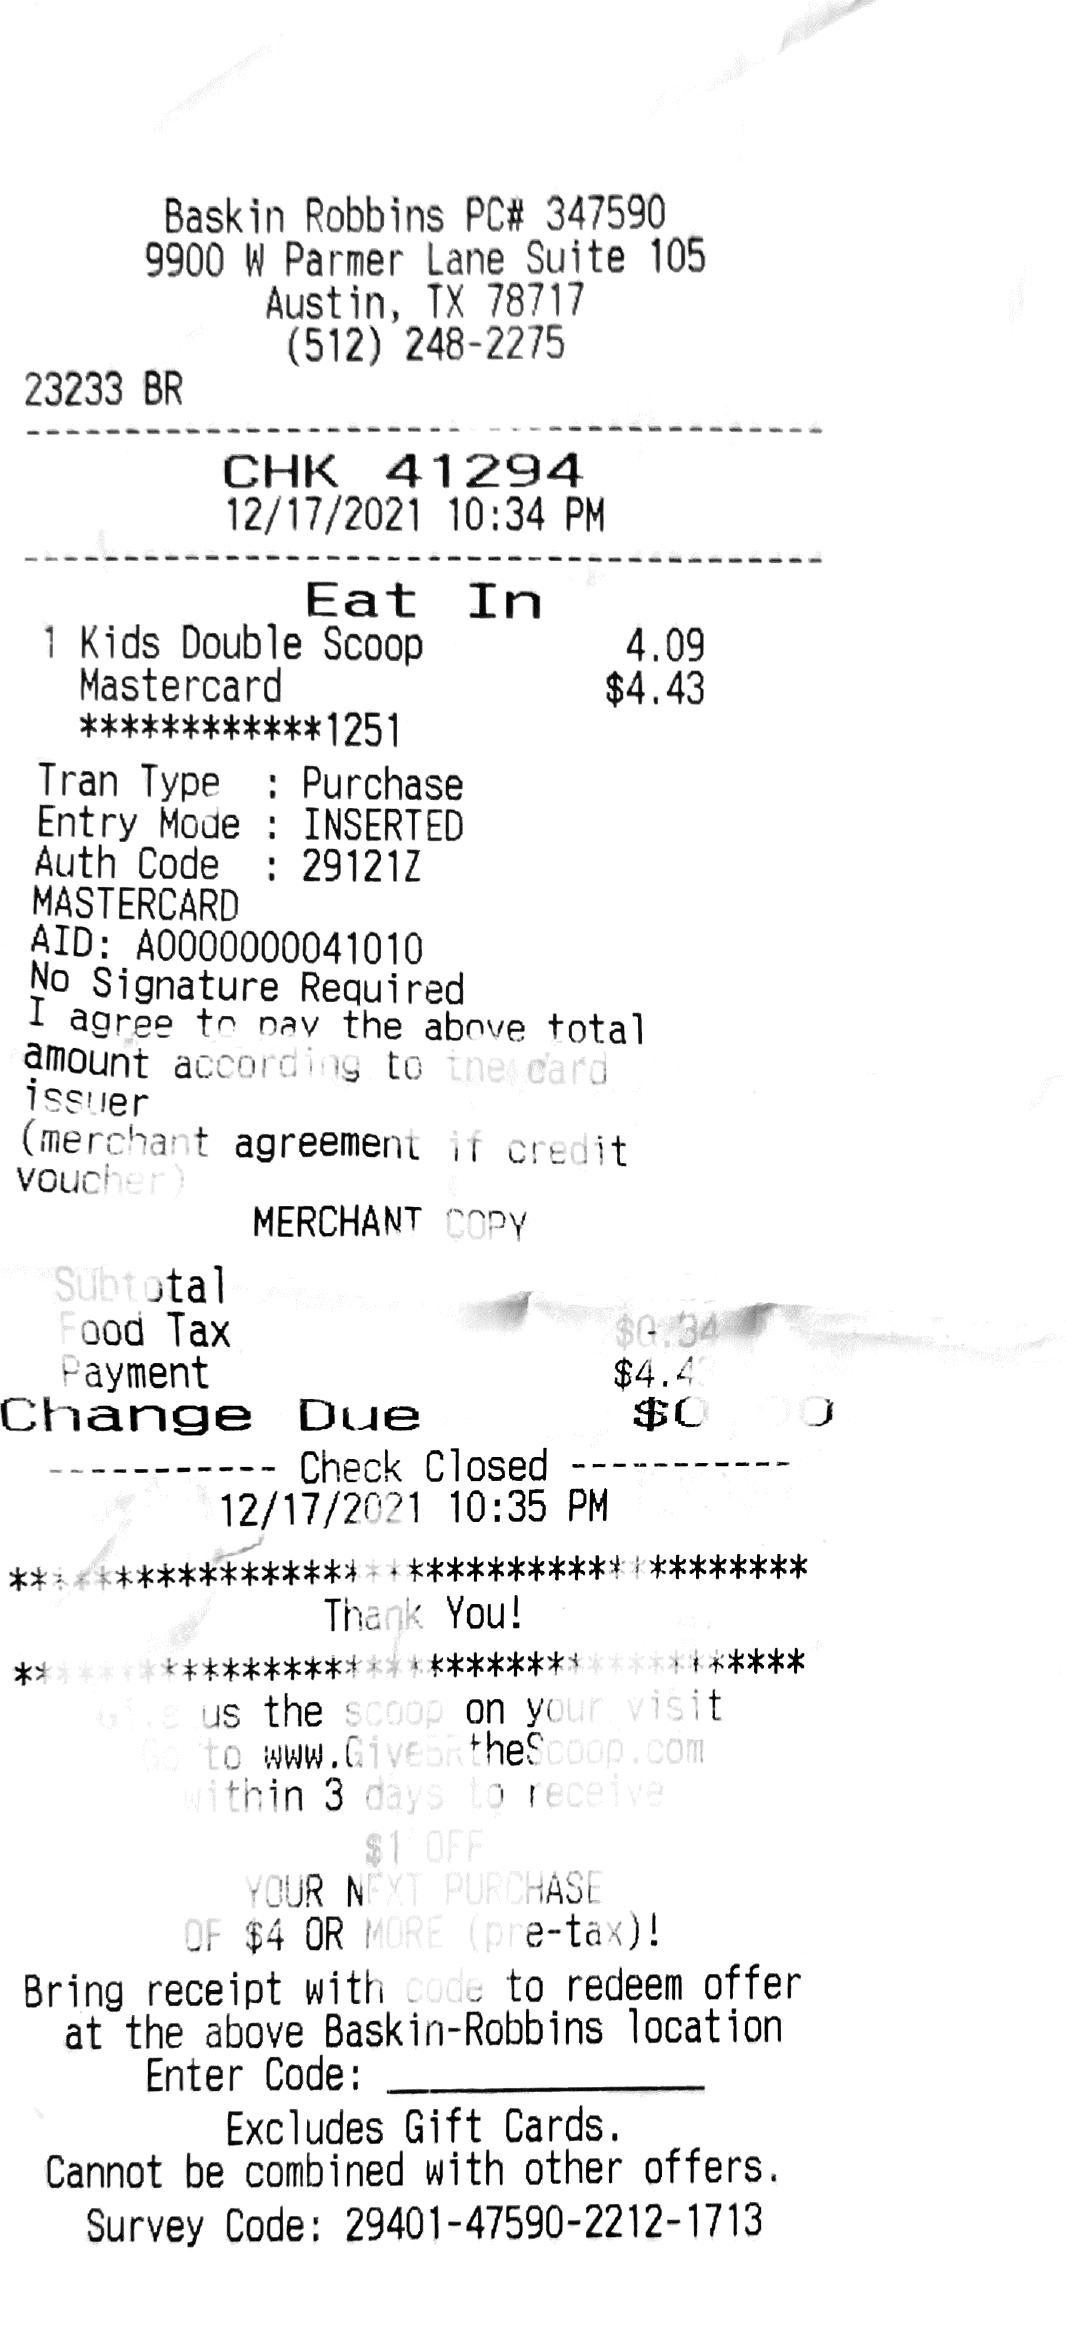 Baskin Robbins PC# 347590
9900 W Parmer Lane Suite 105
Austin, TX 78717
(512) 248-2275
23233 BR
---------------------------------------
CHK 41294
12/17/2021 10:34 PM
---------------------------------------
Eat In
1 Kids Double Scoop 4.09
Mastercard $4.43
************1251
Tran Type : Purchase
Entry Mode : INSERTED
Auth Code : 29121Z
MASTERCARD
AID: A0000000041010
No Signature Required
I agree to pay the above total
amount according to the card
issuer
(merchant agreement if credit
voucher)
MERCHANT COPY
Subtotal
Food Tax $0.34
Payment $4.43
Change Due $0.00
----------- Check Closed -----------
12/17/2021 10:35 PM
**************************************
Thank You!
**************************************
Give us the scoop on your visit
Go to www.GiveBRtheScoop.com
within 3 days to receive
$1 OFF
YOUR NEXT PURCHASE
OF $4 OR MORE (pre-tax)!
Bring receipt with code to redeem offer
at the above Baskin-Robbins location
Enter Code: _______________
Excludes Gift Cards.
Cannot be combined with other offers.
Survey Code: 29401-47590-2212-1713